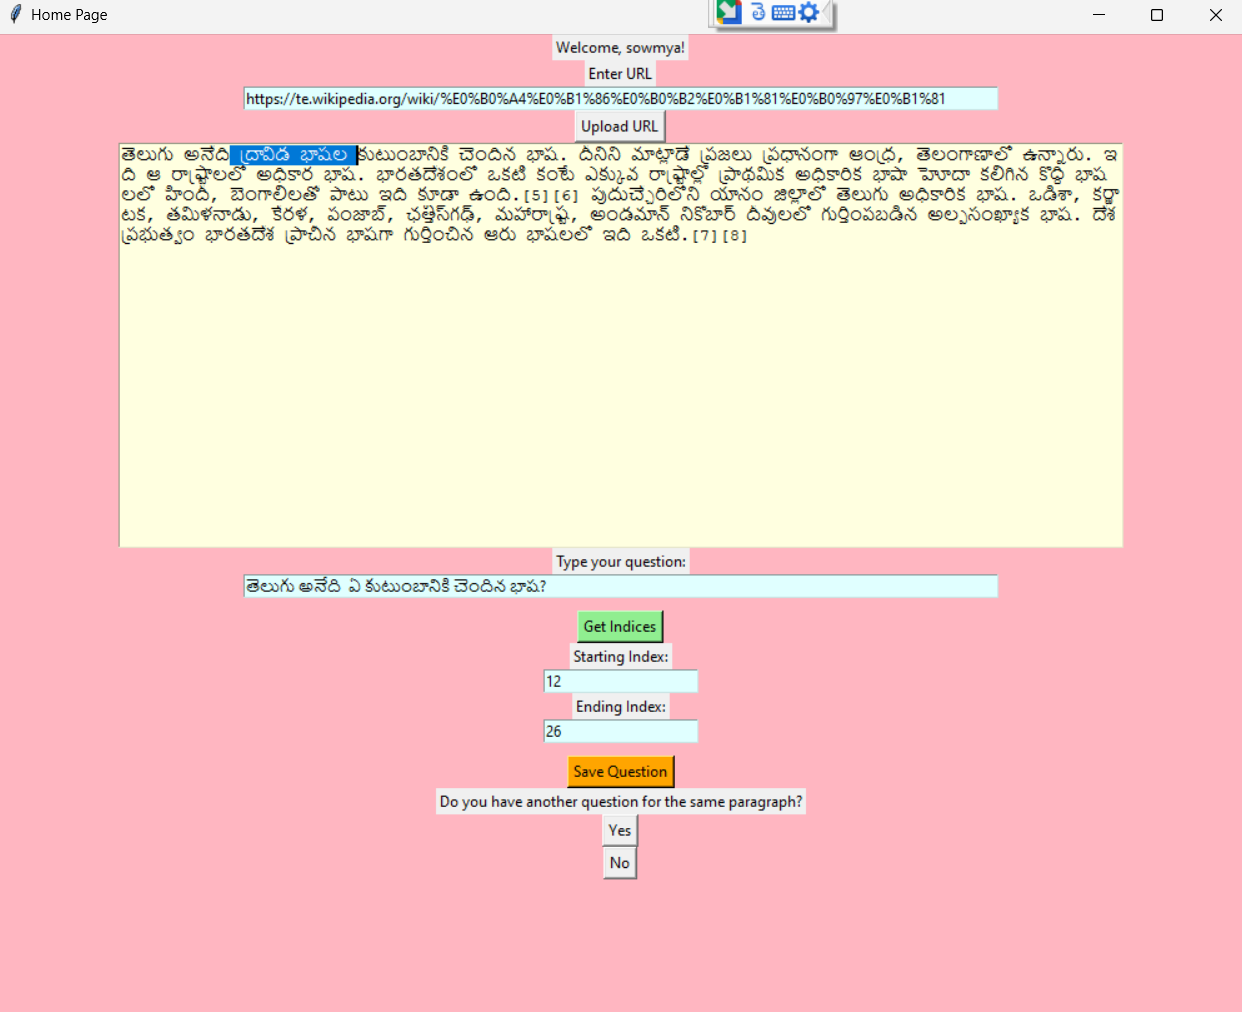 Home Page
తె
Welcome, sowmya!
Enter URL
https://te.wikipedia.org/wiki/%E0%B0%A4%E0%B1%86%E0%B0%B2%E0%B1%81%E0%B0%97%E0%B1%81
Upload URL
తెలుగు అనేది ద్రావిడ భాషల కుటుంబానికి చెందిన భాష. దీనిని మాట్లాడే ప్రజలు ప్రధానంగా ఆంధ్ర, తెలంగాణాలో ఉన్నారు. ఇ
ది ఆ రాష్ట్రాలలో అధికార భాష. భారతదేశంలో ఒకటి కంటే ఎక్కువ రాష్ట్రాల్లో ప్రాథమిక అధికారిక భాషా హెూదా కలిగిన కొద్ది భాష
లలో హిందీ, బెంగాలీలతో పాటు ఇది కూడా ఉంది.[5][6] పుదుచ్చేరిలోని యానం జిల్లాలో తెలుగు అధికారిక భాష. ఒడిశా, కర్ణా
టక, తమిళనాడు, కేరళ, పంజాబ్, ఛత్తీస్‌గఢ్, మహారాష్ట్ర, అండమాన్ నికోబార్ దీవులలో గుర్తింపబడిన అల్పసంఖ్యాక భాష. దేశ
ప్రభుత్వం భారతదేశ ప్రాచీన భాషగా గుర్తించిన ఆరు భాషలలో ఇది ఒకటి.[7][8]
Type your question:
తెలుగు అనేది ఏ కుటుంబానికి చెందిన భాష?
Get Indices
Starting Index:
12
Ending Index:
26
Save Question
Do you have another question for the same paragraph?
Yes
No